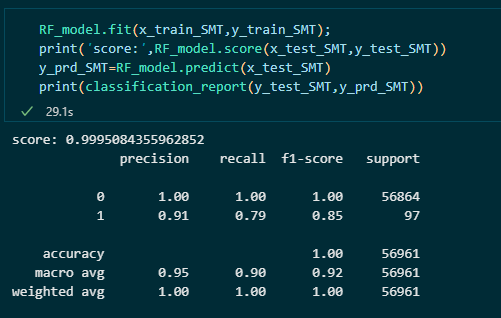 RF_model.fit(x_train_SMT,y_train_SMT);
print('score:',RF_model.score(x_test_SMT,y_test_SMT))
y_prd_SMT=RF_model.predict(x_test_SMT)
print(classification_report(y_test_SMT,y_prd_SMT))
29.1s
score: 0.9995084355962852
precision recall f1-score support
0 1.00 1.00 1.00 56864
1 0.91 0.79 0.85 97
accuracy 1.00 56961
macro avg 0.95 0.90 0.92 56961
weighted avg 1.00 1.00 1.00 56961